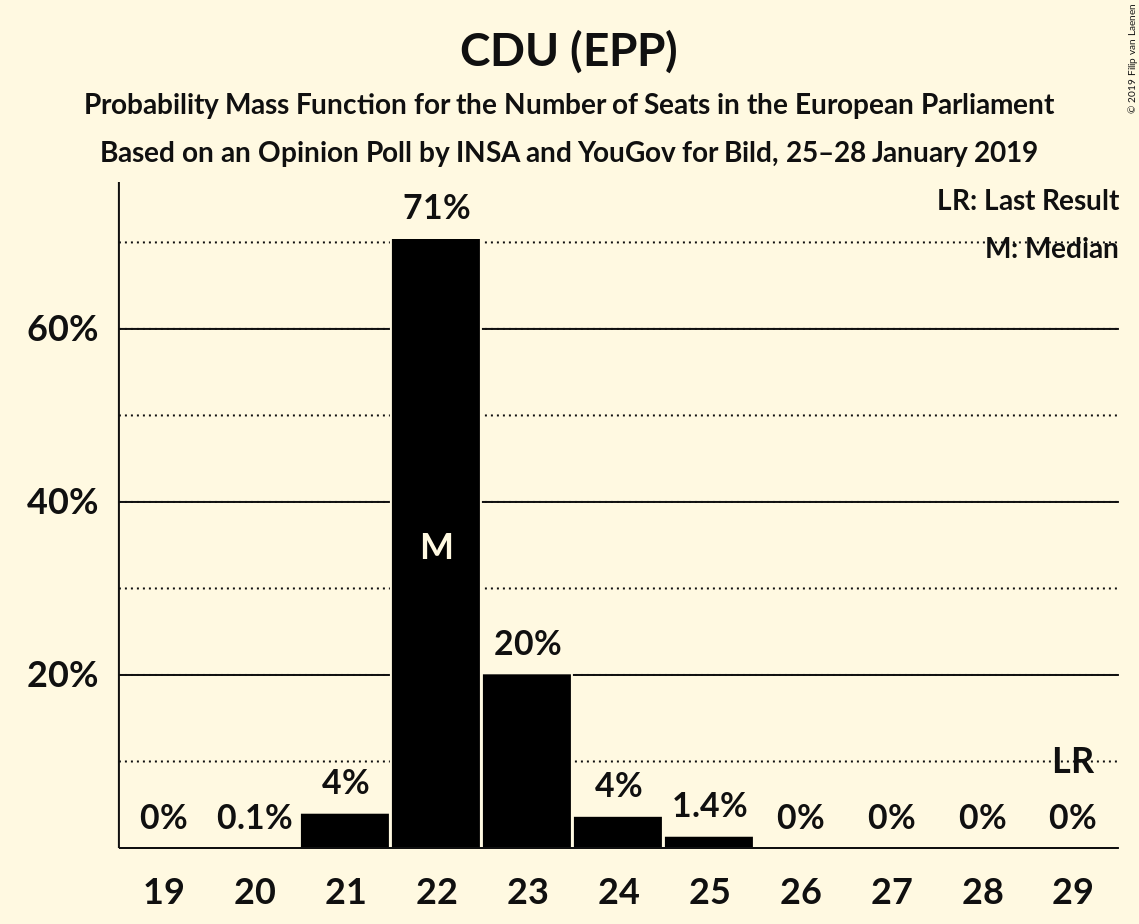 CDU (EPP)
Probability Mass Function for the Number of Seats in the European Parliament
Based on an Opinion Poll by INSA and YouGov for Bild, 25–28 January 2019
© 2019 Filip van Laenen
LR: Last Result
M: Median
71%
60%
40%
M
20%
20%
LR
0%
0.1%
4%
4%
1.4%
0%
0%
0%
0%
19 20 21 22 23 24 25 26 27 28 29